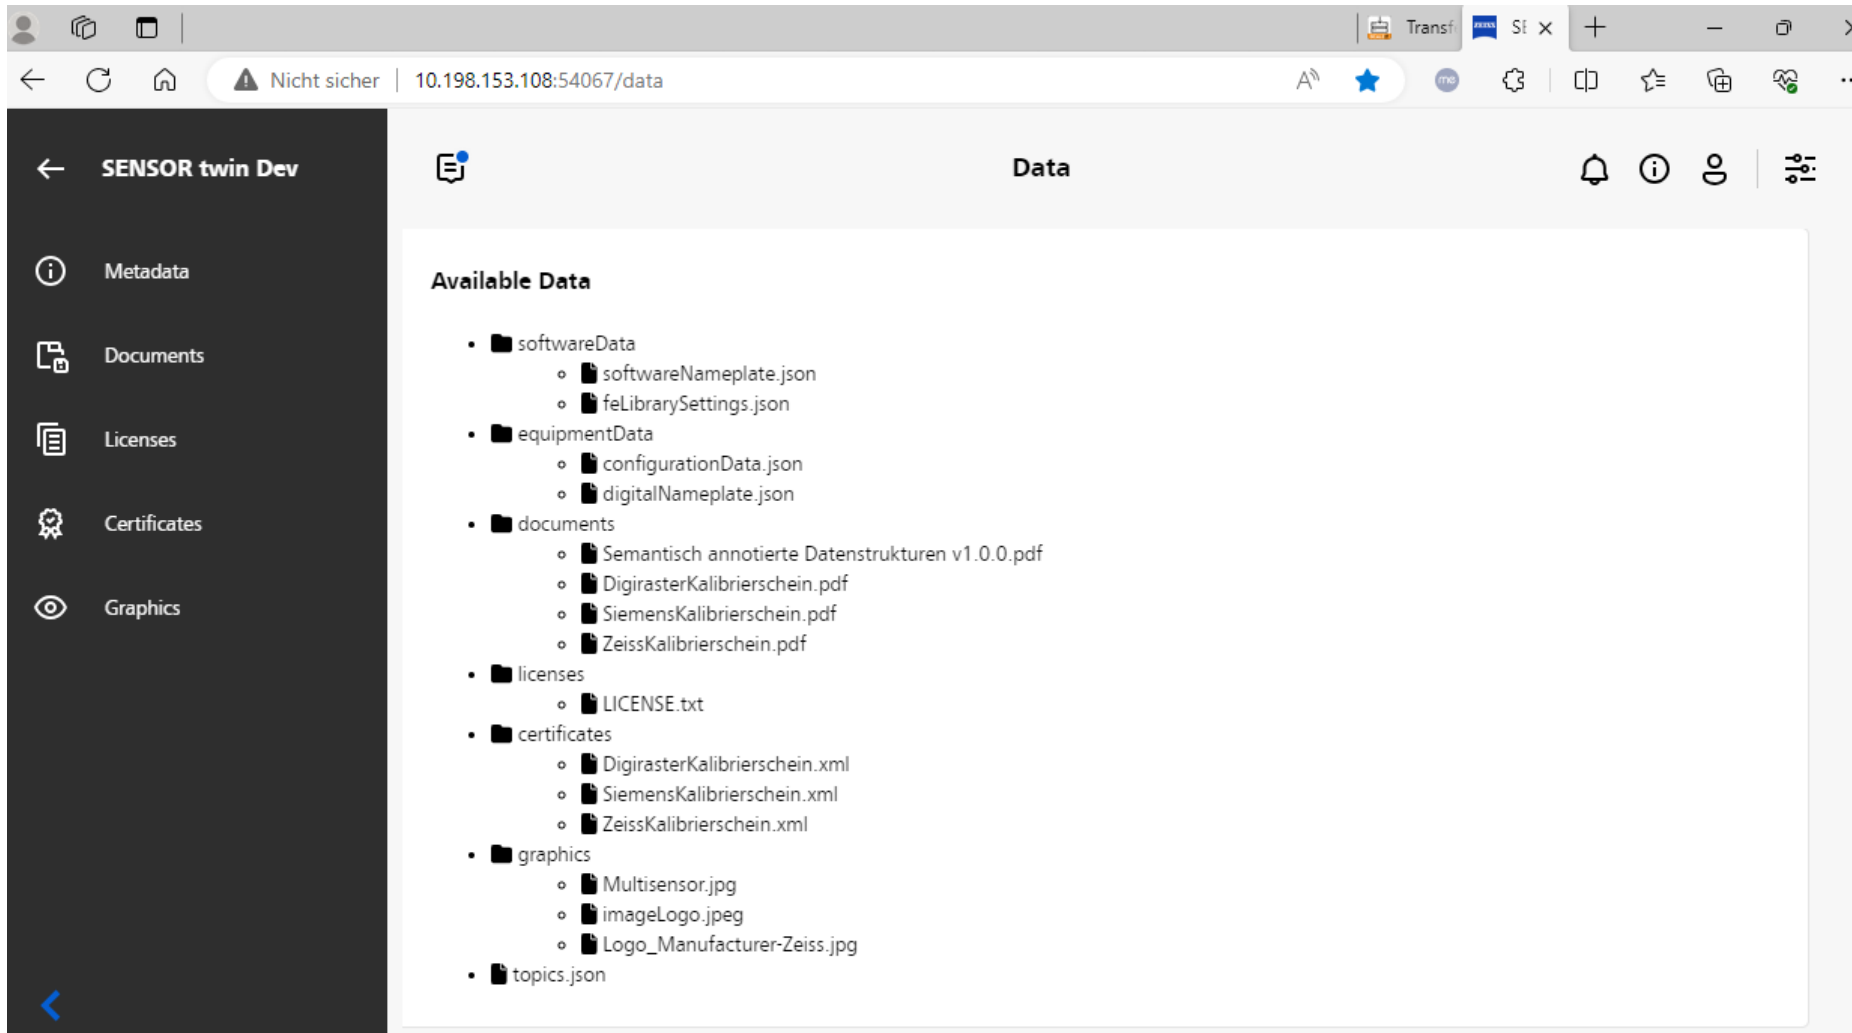 Transf
ZEISS
SE
Nicht sicher
10.198.153.108:54067/data
me
SENSOR twin Dev
Data
Metadata
Documents
Licenses
Certificates
Graphics
Available Data
softwareData
softwareNameplate.json
feLibrarySettings.json
equipmentData
configurationData.json
digitalNameplate.json
documents
Semantisch annotierte Datenstrukturen v1.0.0.pdf
DigirasterKalibrierschein.pdf
SiemensKalibrierschein.pdf
ZeissKalibrierschein.pdf
licenses
LICENSE.txt
certificates
DigirasterKalibrierschein.xml
SiemensKalibrierschein.xml
ZeissKalibrierschein.xml
graphics
Multisensor.jpg
imageLogo.jpeg
Logo_Manufacturer-Zeiss.jpg
topics.json